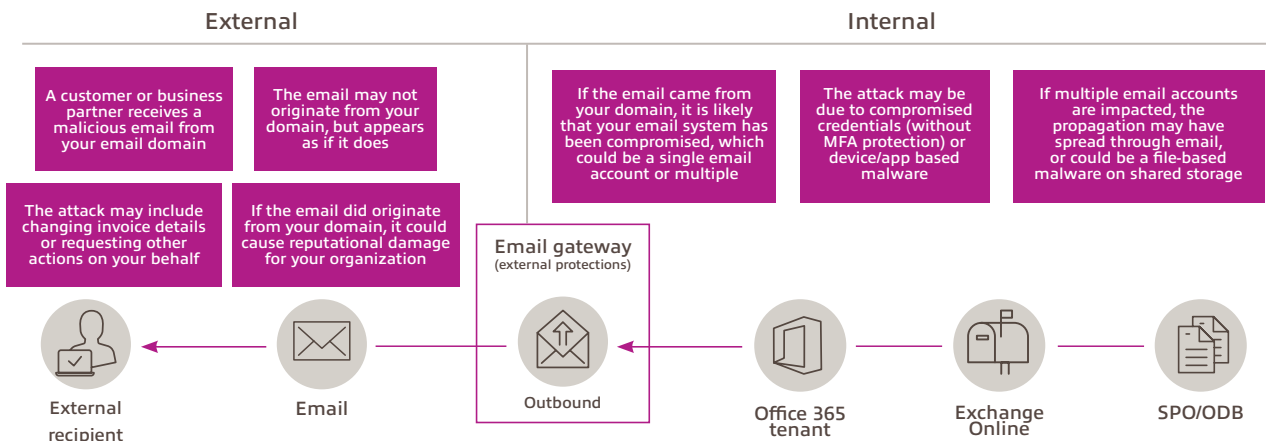 External
Internal
A customer or business
partner receives a
malicious email from
your email domain
The email may not
originate from your
domain, but appears
as if it does
If the email came from
your domain, it is likely
that your email system has
been compromised, which
could be a single email
account or multiple
The attack may be
due to compromised
credentials (without
MFA protection) or
device/app based
malware
If multiple email accounts
are impacted, the
propagation may have
spread through email,
or could be a file-based
malware on shared storage
The attack may include
changing invoice details
or requesting other
actions on your behalf
If the email did originate
from your domain, it could
cause reputational damage
for your organization
Email gateway
(external protections)
External
recipient
Email
Outbound
Office 365
tenant
Exchange
Online
SPO/ODB